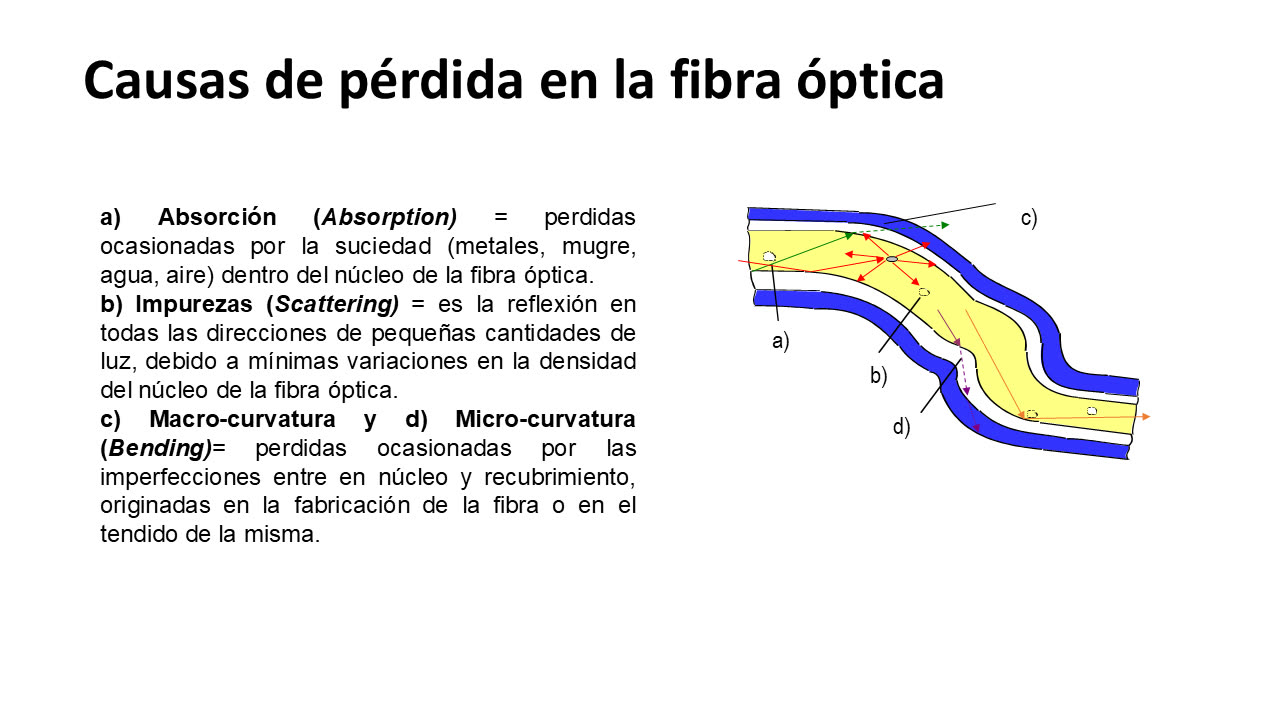 Causas de pérdida en la fibra óptica
a) Absorción (Absorption) = perdidas
ocasionadas por la suciedad (metales, mugre,
agua, aire) dentro del núcleo de la fibra óptica.
b) Impurezas (Scattering) = es la reflexión en
todas las direcciones de pequeñas cantidades de
luz, debido a mínimas variaciones en la densidad
del núcleo de la fibra óptica.
c) Macro-curvatura y d) Micro-curvatura
(Bending)= perdidas ocasionadas por las
imperfecciones entre en núcleo y recubrimiento,
originadas en la fabricación de la fibra o en el
tendido de la misma.
c)
a)
b)
d)